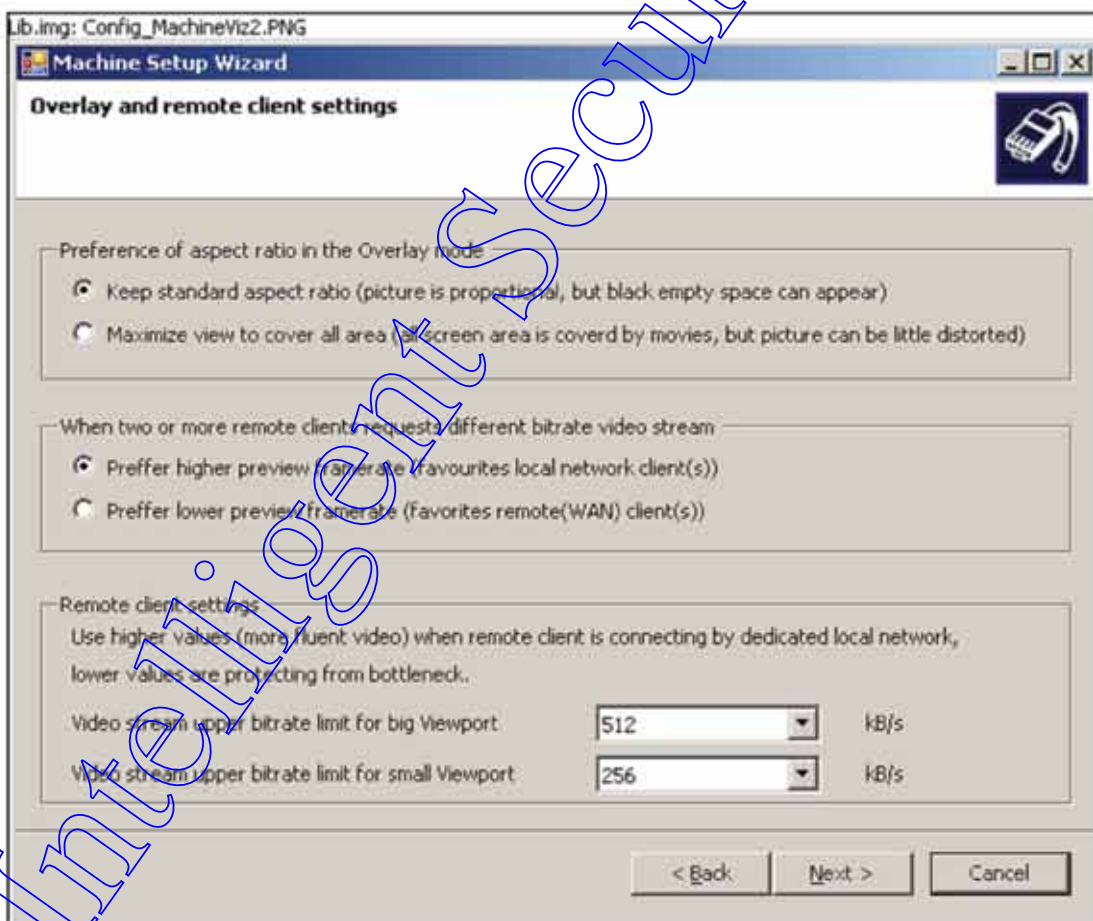 Lib.img: Config_MachineViz2.PNG
Machine Setup Wizard
Overlay and remote client settings
Preference of aspect ratio in the Overlay mode
Keep standard aspect ratio (picture is proportional, but black empty space can appear)
Maximize view to cover all area (all screen area is coverd by movies, but picture can be little distorted)
When two or more remote clients requests different bitrate video stream
Preffer higher preview framerate (favourites local network client(s))
Preffer lower preview framerate (favorites remote(WAN) client(s))
Remote client settings
Use higher values (more fluent video) when remote client is connecting by dedicated local network,
lower values are protecting from bottleneck.
Video stream upper bitrate limit for big Viewport 512 kB/s
Video stream upper bitrate limit for small Viewport 256 kB/s
< Back Next > Cancel
Intelligent Secu